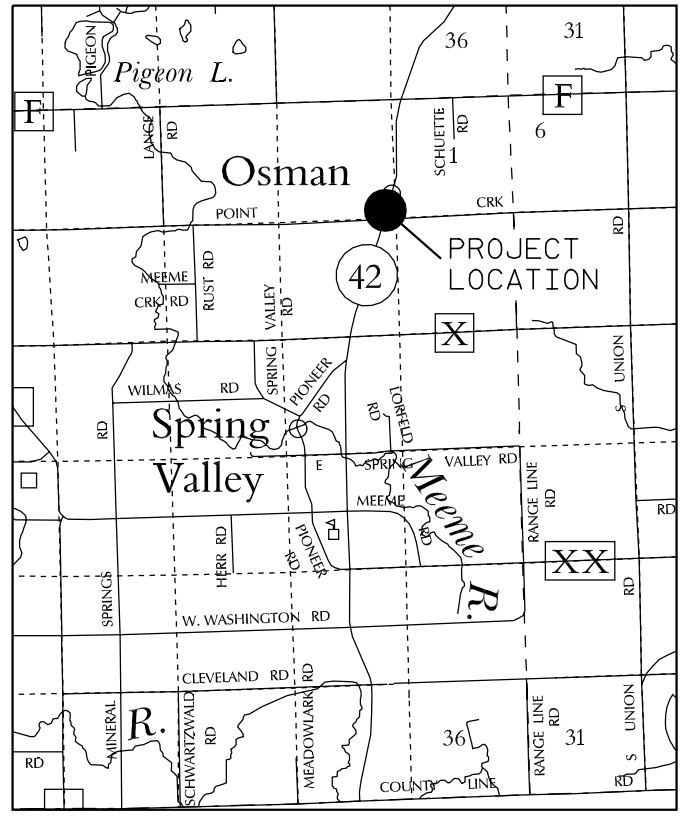 36
31
PIGEON
Pigeon L.
F
F
LANGE
RD
SCHUETTE
RD
1
6
Osman
POINT
CRK
RD
PROJECT
LOCATION
42
MEEME
CRK RD
RUST RD
VALLEY
RD
SPRING
X
UNION
S
PIONEER
RD
WILMAS RD
LORFELD
RD
RD
Spring
Valley
E SPRING VALLEY RD
Meeme
R.
MEEME
RD
RANGE LINE
RD
RD
HERR RD
PIONEER
RD
XX
RD
SPRINGS
W. WASHINGTON RD
CLEVELAND RD
MINERAL
R.
SCHWARTZWALD
RD
MEADOWLARK RD
36
RANGE LINE
RD
31
UNION
S
RD
RD
COUNTY LINE